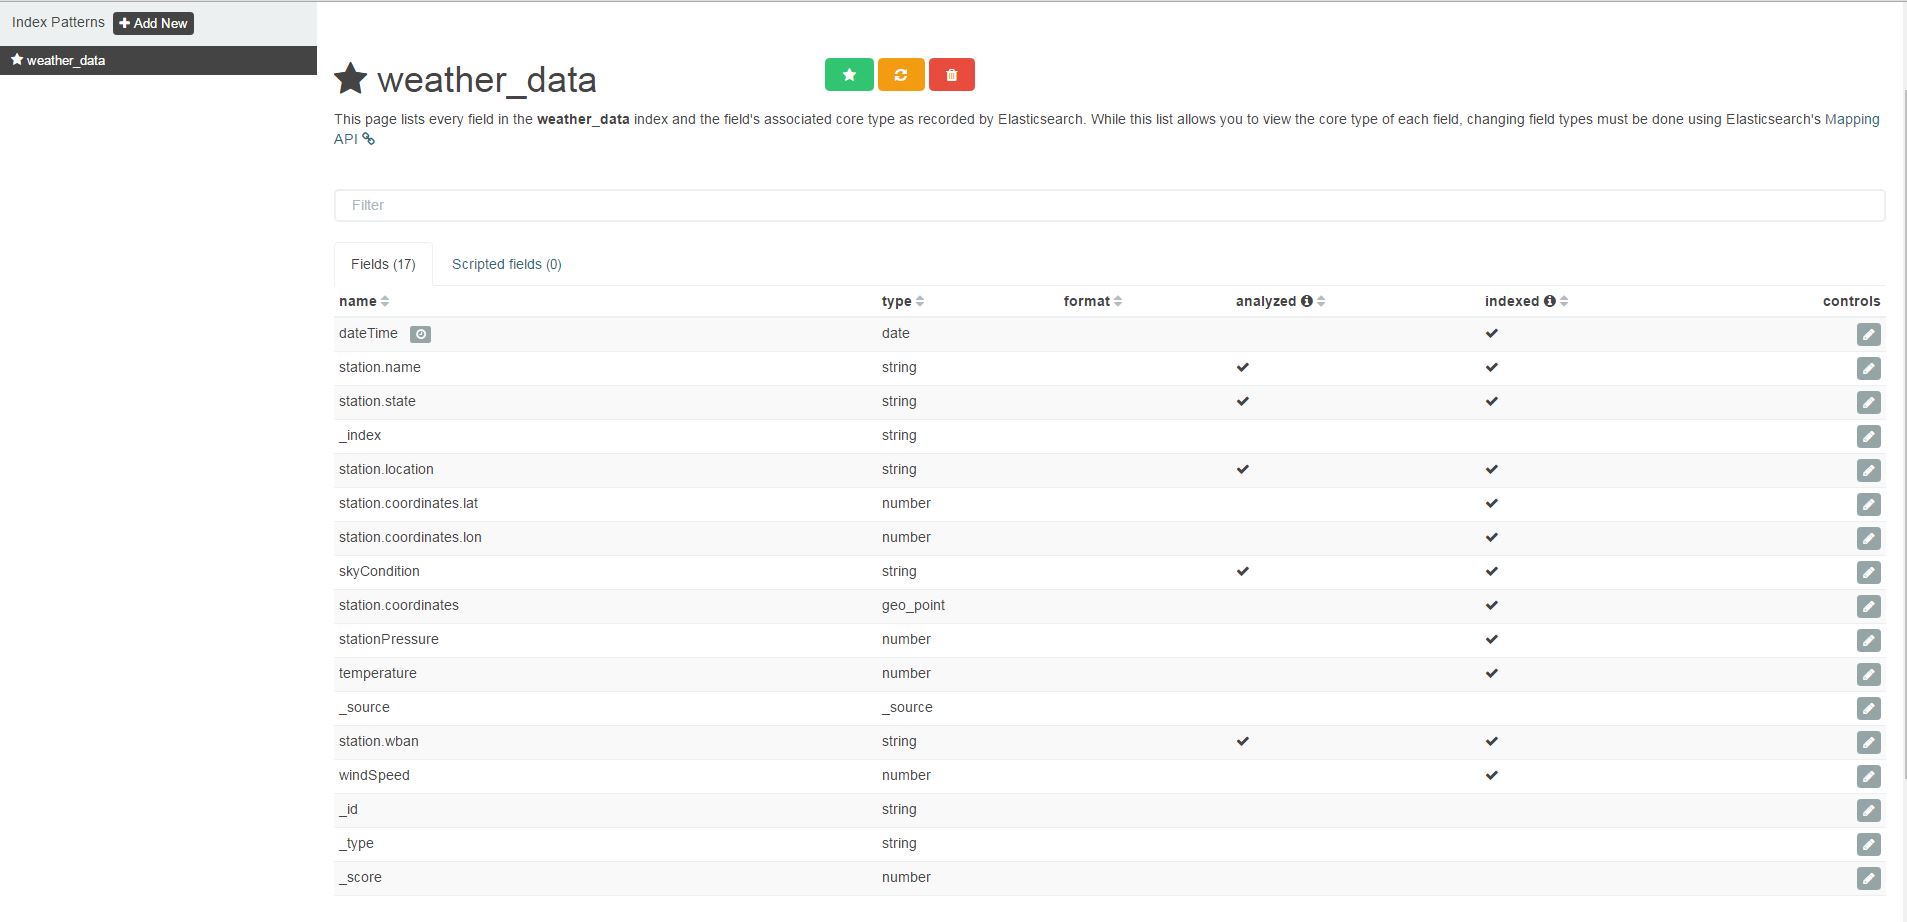 Index Patterns Add New
weather_data
weather_data
This page lists every field in the weather_data index and the field's associated core type as recorded by Elasticsearch. While this list allows you to view the core type of each field, changing field types must be done using Elasticsearch's Mapping
API
Filter
Fields (17) Scripted fields (0)
name type format analyzed indexed controls
dateTime date
station.name string
station.state string
_index string
station.location string
station.coordinates.lat number
station.coordinates.lon number
skyCondition string
station.coordinates geo_point
stationPressure number
temperature number
_source _source
station.wban string
windSpeed number
_id string
_type string
_score number